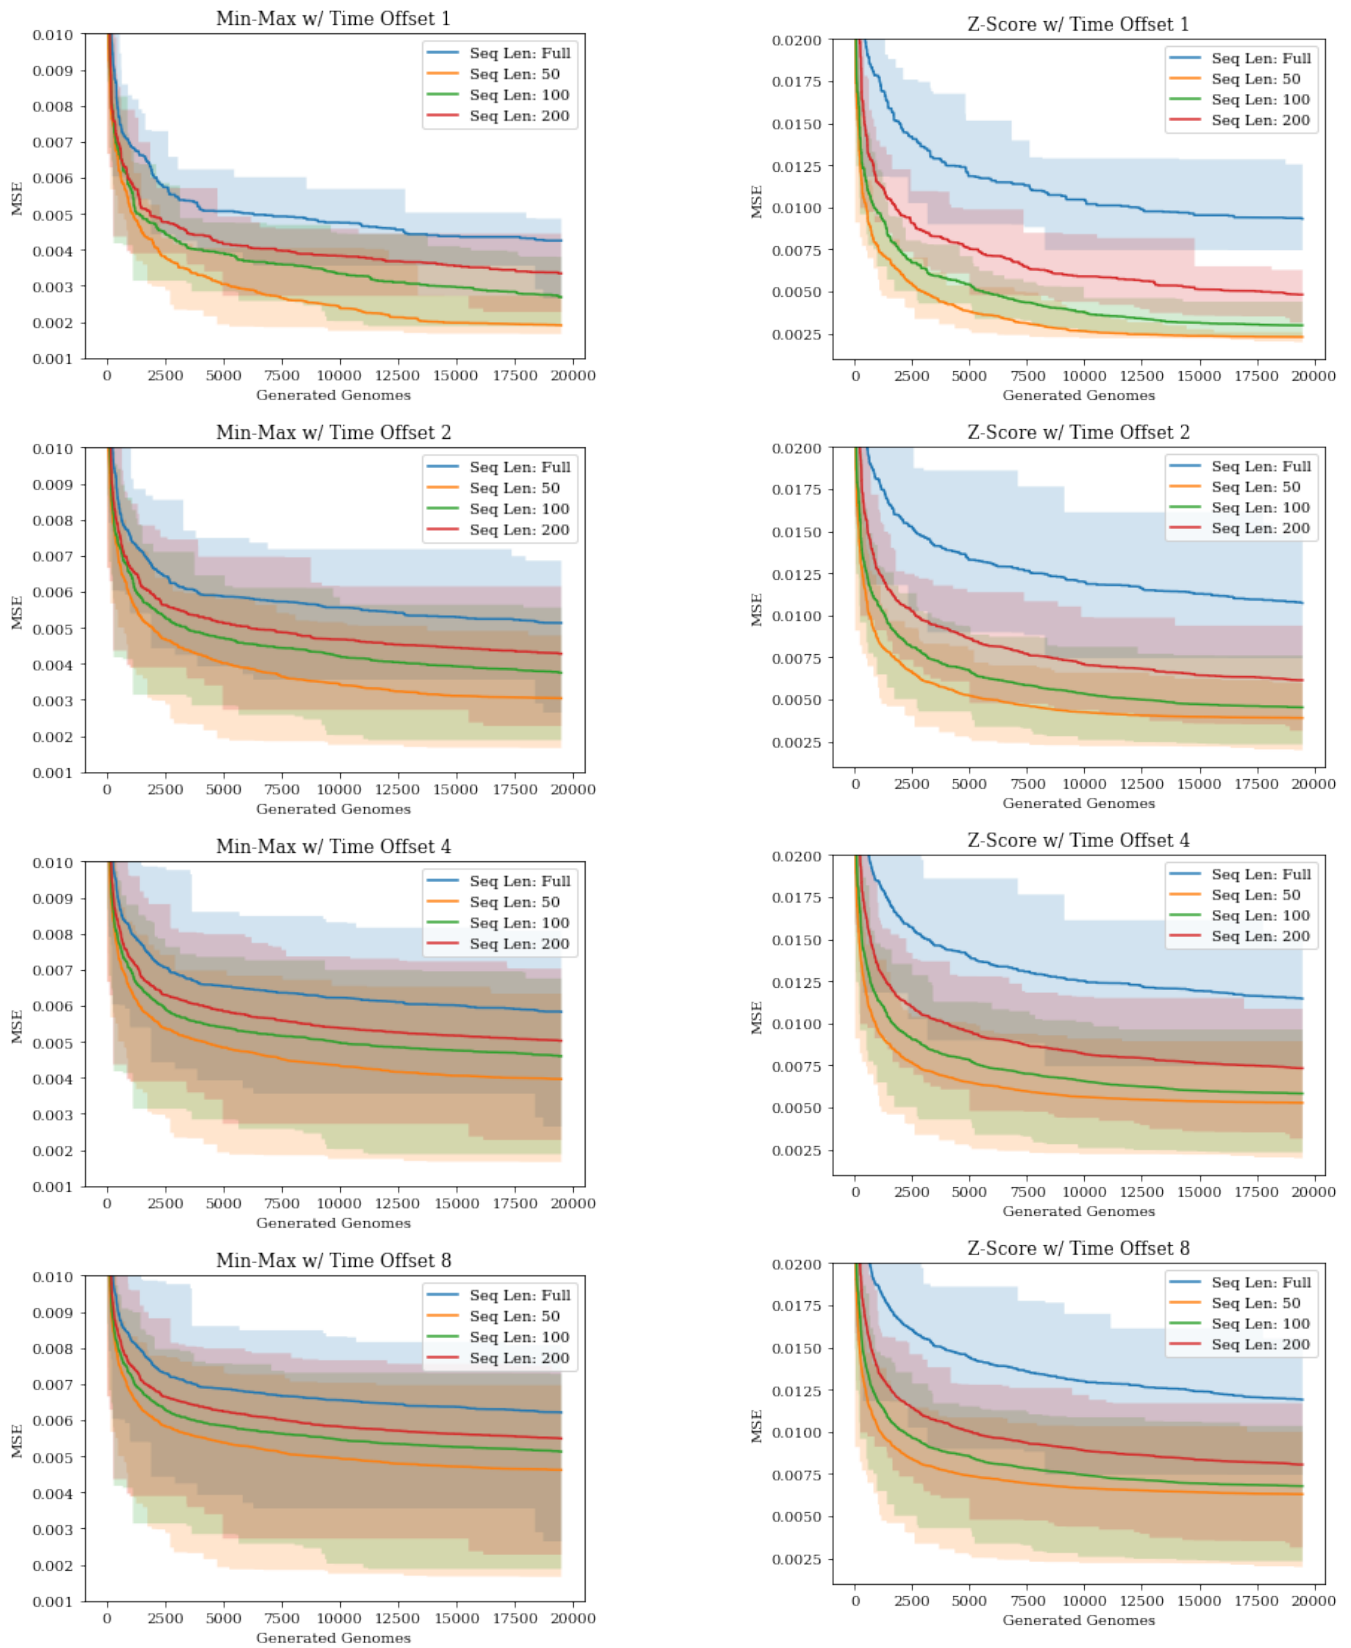 Min-Max w/ Time Offset 1
0.010
0.009
0.008
0.007
0.006
0.005
0.004
0.003
0.002
0.001
MSE
Seq Len: Full
Seq Len: 50
Seq Len: 100
Seq Len: 200
0 2500 5000 7500 10000 12500 15000 17500 20000
Generated Genomes
Z-Score w/ Time Offset 1
0.0200
0.0175
0.0150
0.0125
0.0100
0.0075
0.0050
0.0025
MSE
Seq Len: Full
Seq Len: 50
Seq Len: 100
Seq Len: 200
0 2500 5000 7500 10000 12500 15000 17500 20000
Generated Genomes
Min-Max w/ Time Offset 2
0.010
0.009
0.008
0.007
0.006
0.005
0.004
0.003
0.002
0.001
MSE
Seq Len: Full
Seq Len: 50
Seq Len: 100
Seq Len: 200
0 2500 5000 7500 10000 12500 15000 17500 20000
Generated Genomes
Z-Score w/ Time Offset 2
0.0200
0.0175
0.0150
0.0125
0.0100
0.0075
0.0050
0.0025
MSE
Seq Len: Full
Seq Len: 50
Seq Len: 100
Seq Len: 200
0 2500 5000 7500 10000 12500 15000 17500 20000
Generated Genomes
Min-Max w/ Time Offset 4
0.010
0.009
0.008
0.007
0.006
0.005
0.004
0.003
0.002
0.001
MSE
Seq Len: Full
Seq Len: 50
Seq Len: 100
Seq Len: 200
0 2500 5000 7500 10000 12500 15000 17500 20000
Generated Genomes
Z-Score w/ Time Offset 4
0.0200
0.0175
0.0150
0.0125
0.0100
0.0075
0.0050
0.0025
MSE
Seq Len: Full
Seq Len: 50
Seq Len: 100
Seq Len: 200
0 2500 5000 7500 10000 12500 15000 17500 20000
Generated Genomes
Min-Max w/ Time Offset 8
0.010
0.009
0.008
0.007
0.006
0.005
0.004
0.003
0.002
0.001
MSE
Seq Len: Full
Seq Len: 50
Seq Len: 100
Seq Len: 200
0 2500 5000 7500 10000 12500 15000 17500 20000
Generated Genomes
Z-Score w/ Time Offset 8
0.0200
0.0175
0.0150
0.0125
0.0100
0.0075
0.0050
0.0025
MSE
Seq Len: Full
Seq Len: 50
Seq Len: 100
Seq Len: 200
0 2500 5000 7500 10000 12500 15000 17500 20000
Generated Genomes